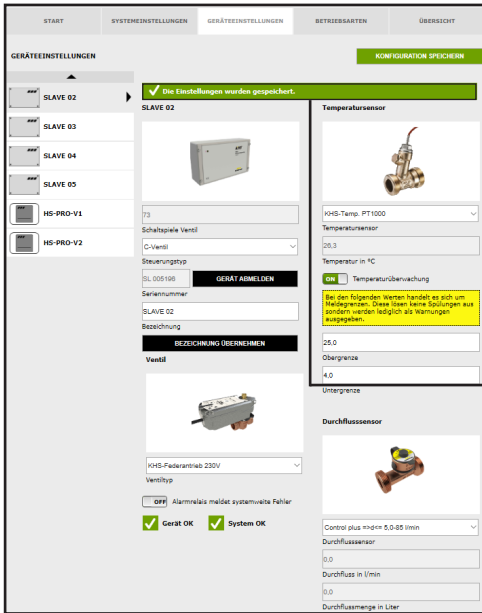 START
SYSTEMEINSTELLUNGEN
GERÄTEEINSTELLUNGEN
BETRIEBSARTEN
ÜBERSICHT
GERÄTEEINSTELLUNGEN
KONFIGURATION SPEICHERN
SLAVE 02
SLAVE 03
SLAVE 04
SLAVE 05
HS-PRO-V1
HS-PRO-V2
Die Einstellungen wurden gespeichert.
SLAVE 02
73
Schaltspiele Ventil
C-Ventil
Steuerungstyp
SL 005196
GERÄT ABMELDEN
Seriennummer
SLAVE 02
Bezeichnung
BEZEICHNUNG ÜBERNEHMEN
Ventil
KHS-Federantrieb 230V
Ventiltyp
OFF Alarmrelais meldet systemweite Fehler
Gerät OK
System OK
Temperatursensor
KHS-Temp. PT1000
Temperatursensor
26,3
Temperatur in °C
ON Temperaturüberwachung
Bei den folgenden Werten handelt es sich um
Meldegrenzen. Diese lösen keine Spülungen aus
sondern werden lediglich als Warnungen
ausgegeben.
25,0
Obergrenze
4,0
Untergrenze
Durchflusssensor
Control plus =>d<= 5,0-85 l/min
Durchflusssensor
0,0
Durchfluss in l/min
0,0
Durchflussmenge in Liter